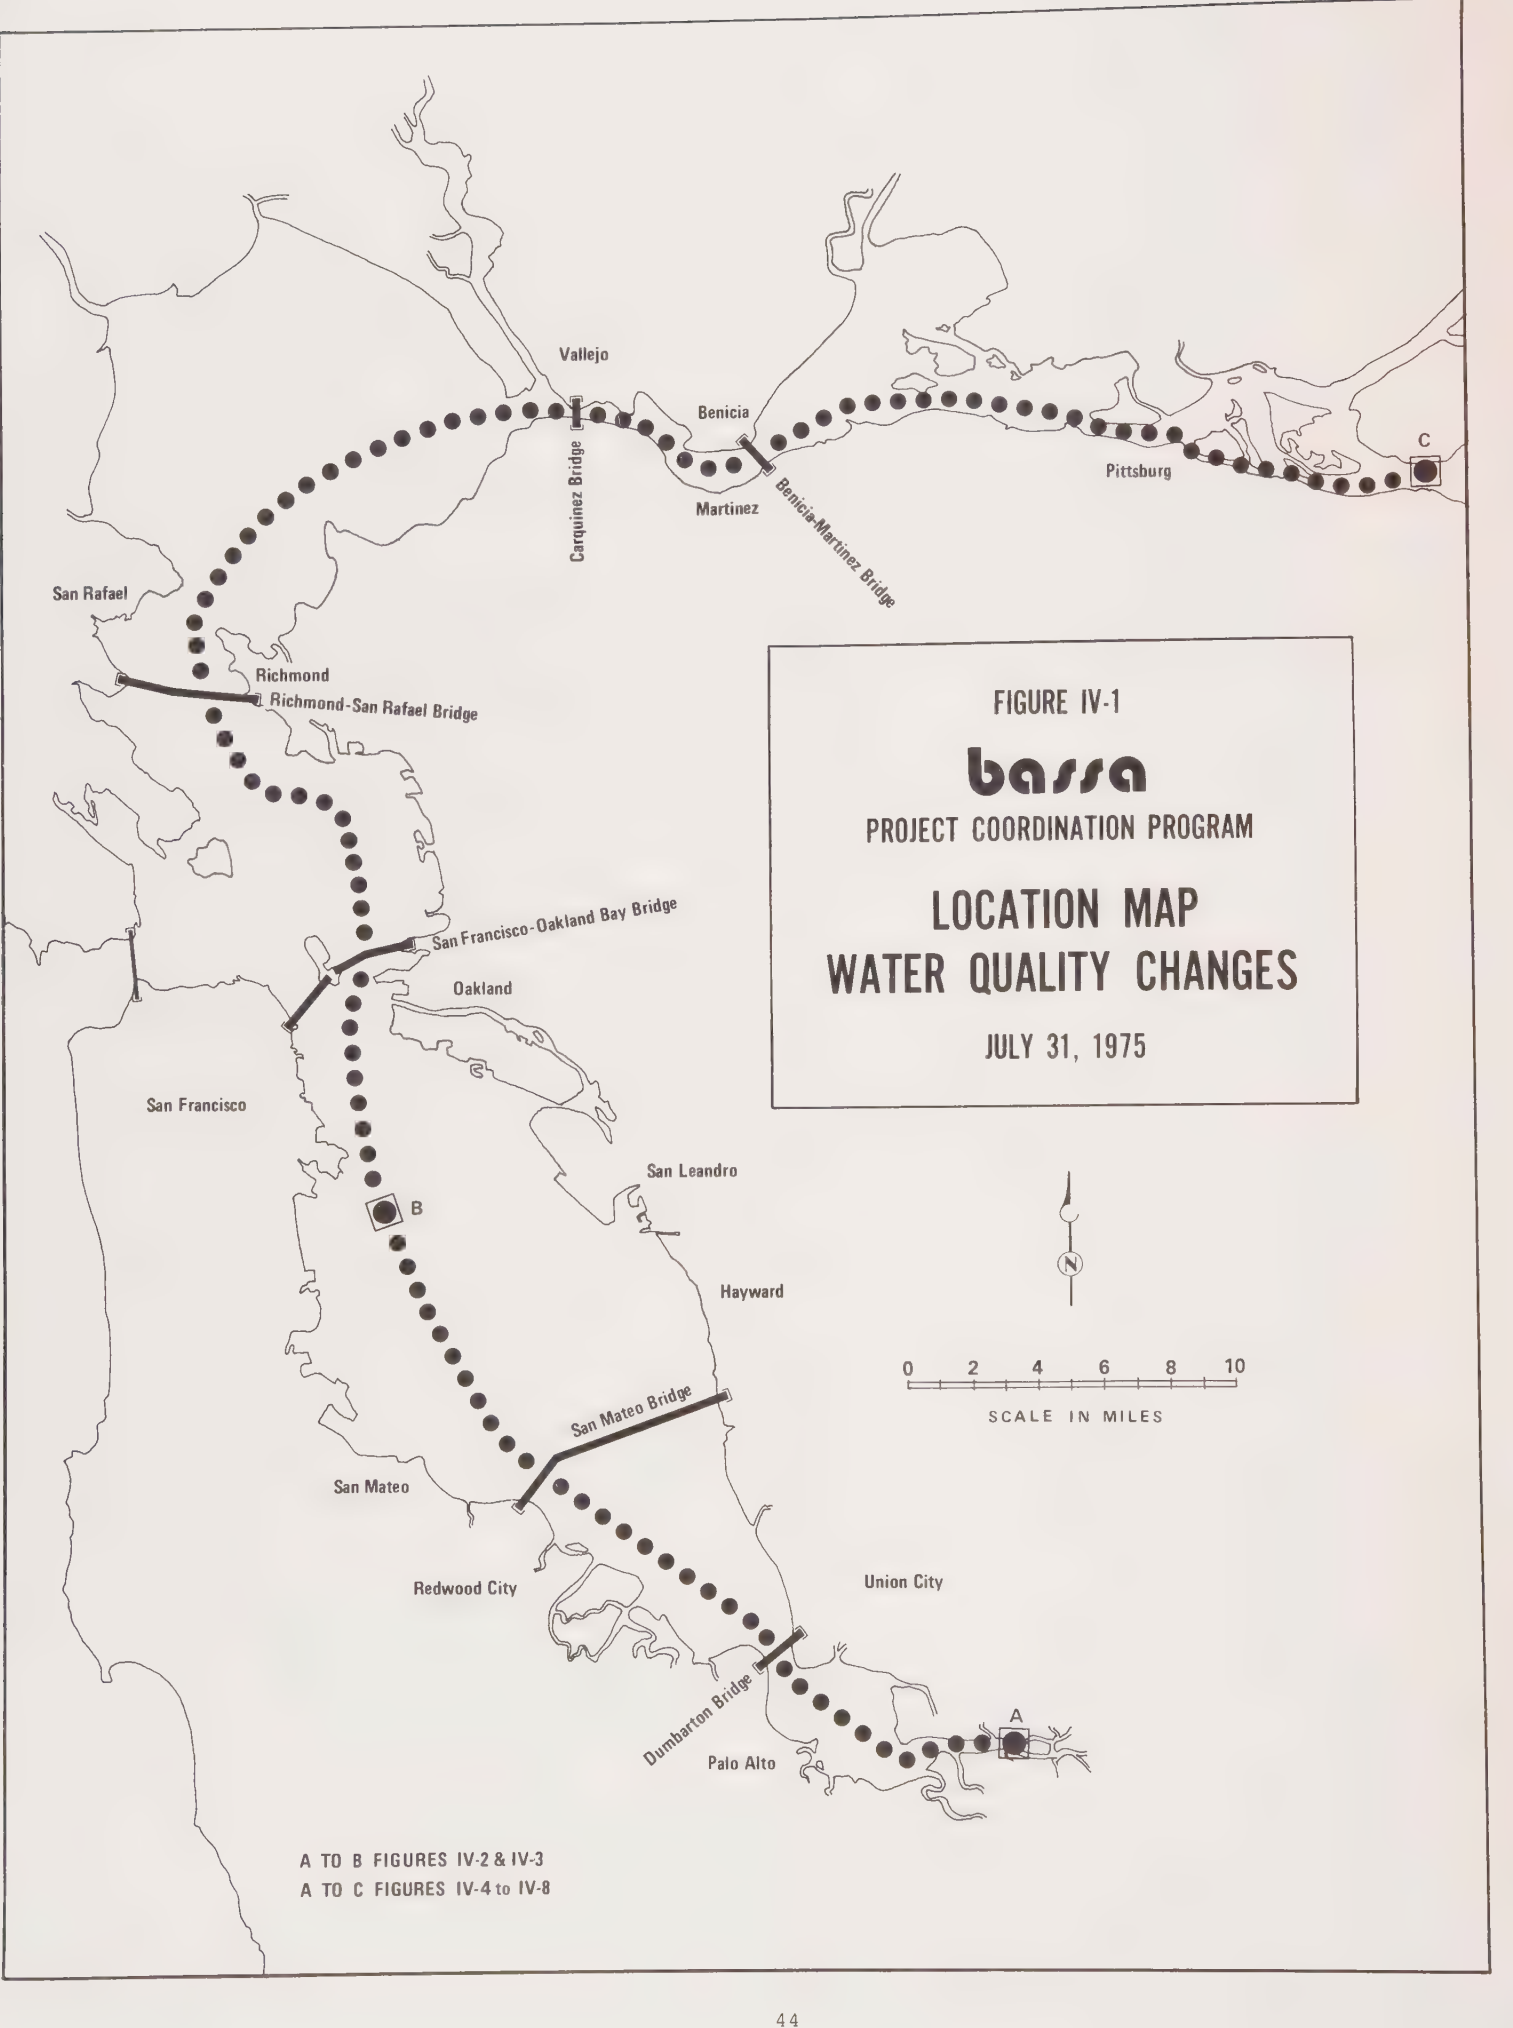 Vallejo
Carquinez Bridge
Benicia
Martinez
Benicia-Martinez Bridge
Pittsburg
C
San Rafael
Richmond
Richmond-San Rafael Bridge
FIGURE IV-1
bassa
PROJECT COORDINATION PROGRAM
LOCATION MAP
WATER QUALITY CHANGES
JULY 31, 1975
San Francisco-Oakland Bay Bridge
Oakland
San Francisco
San Leandro
B
N
Hayward
0 2 4 6 8 10
SCALE IN MILES
San Mateo Bridge
San Mateo
Redwood City
Union City
Dumbarton Bridge
A
Palo Alto
A TO B FIGURES IV-2 & IV-3
A TO C FIGURES IV-4 to IV-8
44